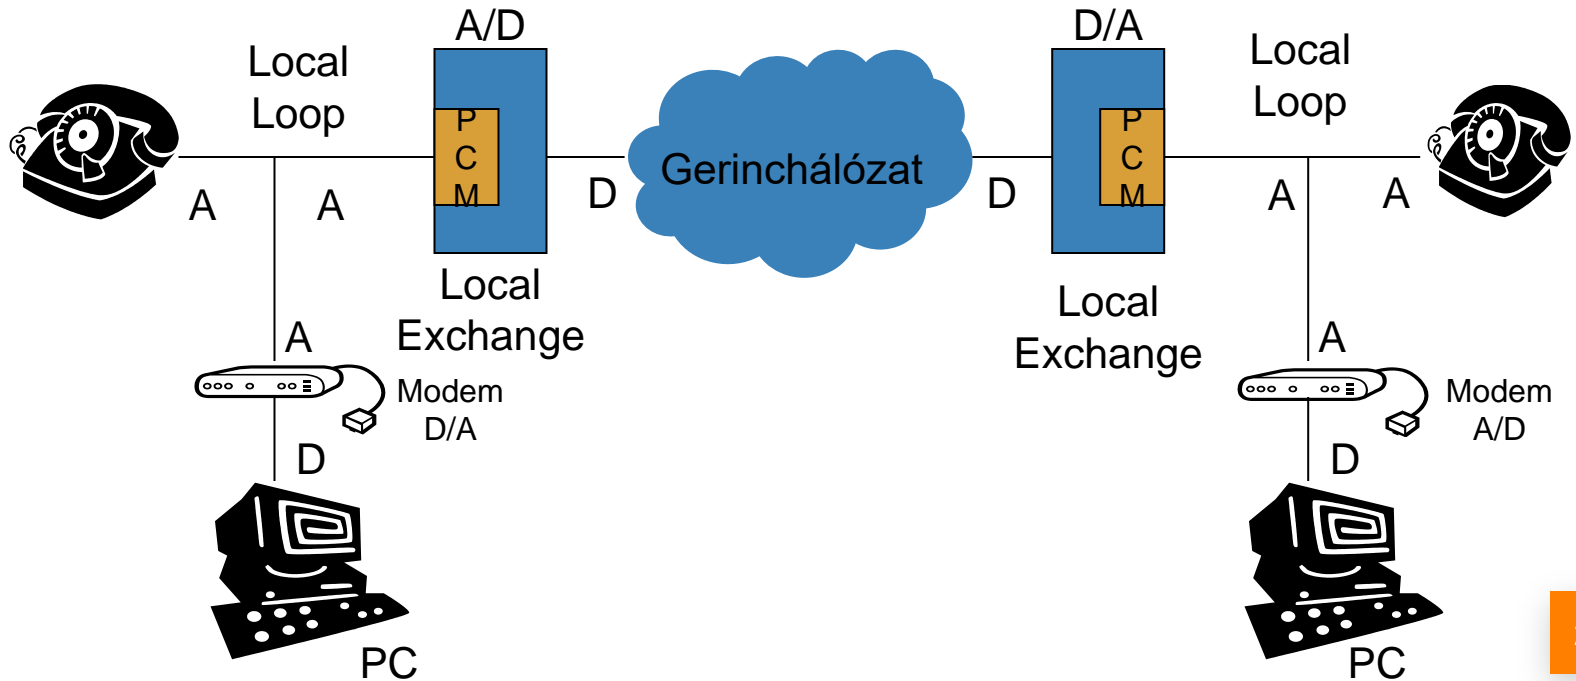 A/D
D/A
Local
Loop
Local
Loop
P
C
M
P
C
M
Gerinchálózat
A
A
D
D
A
A
Local
Exchange
Local
Exchange
A
A
Modem
D/A
Modem
A/D
D
D
PC
PC